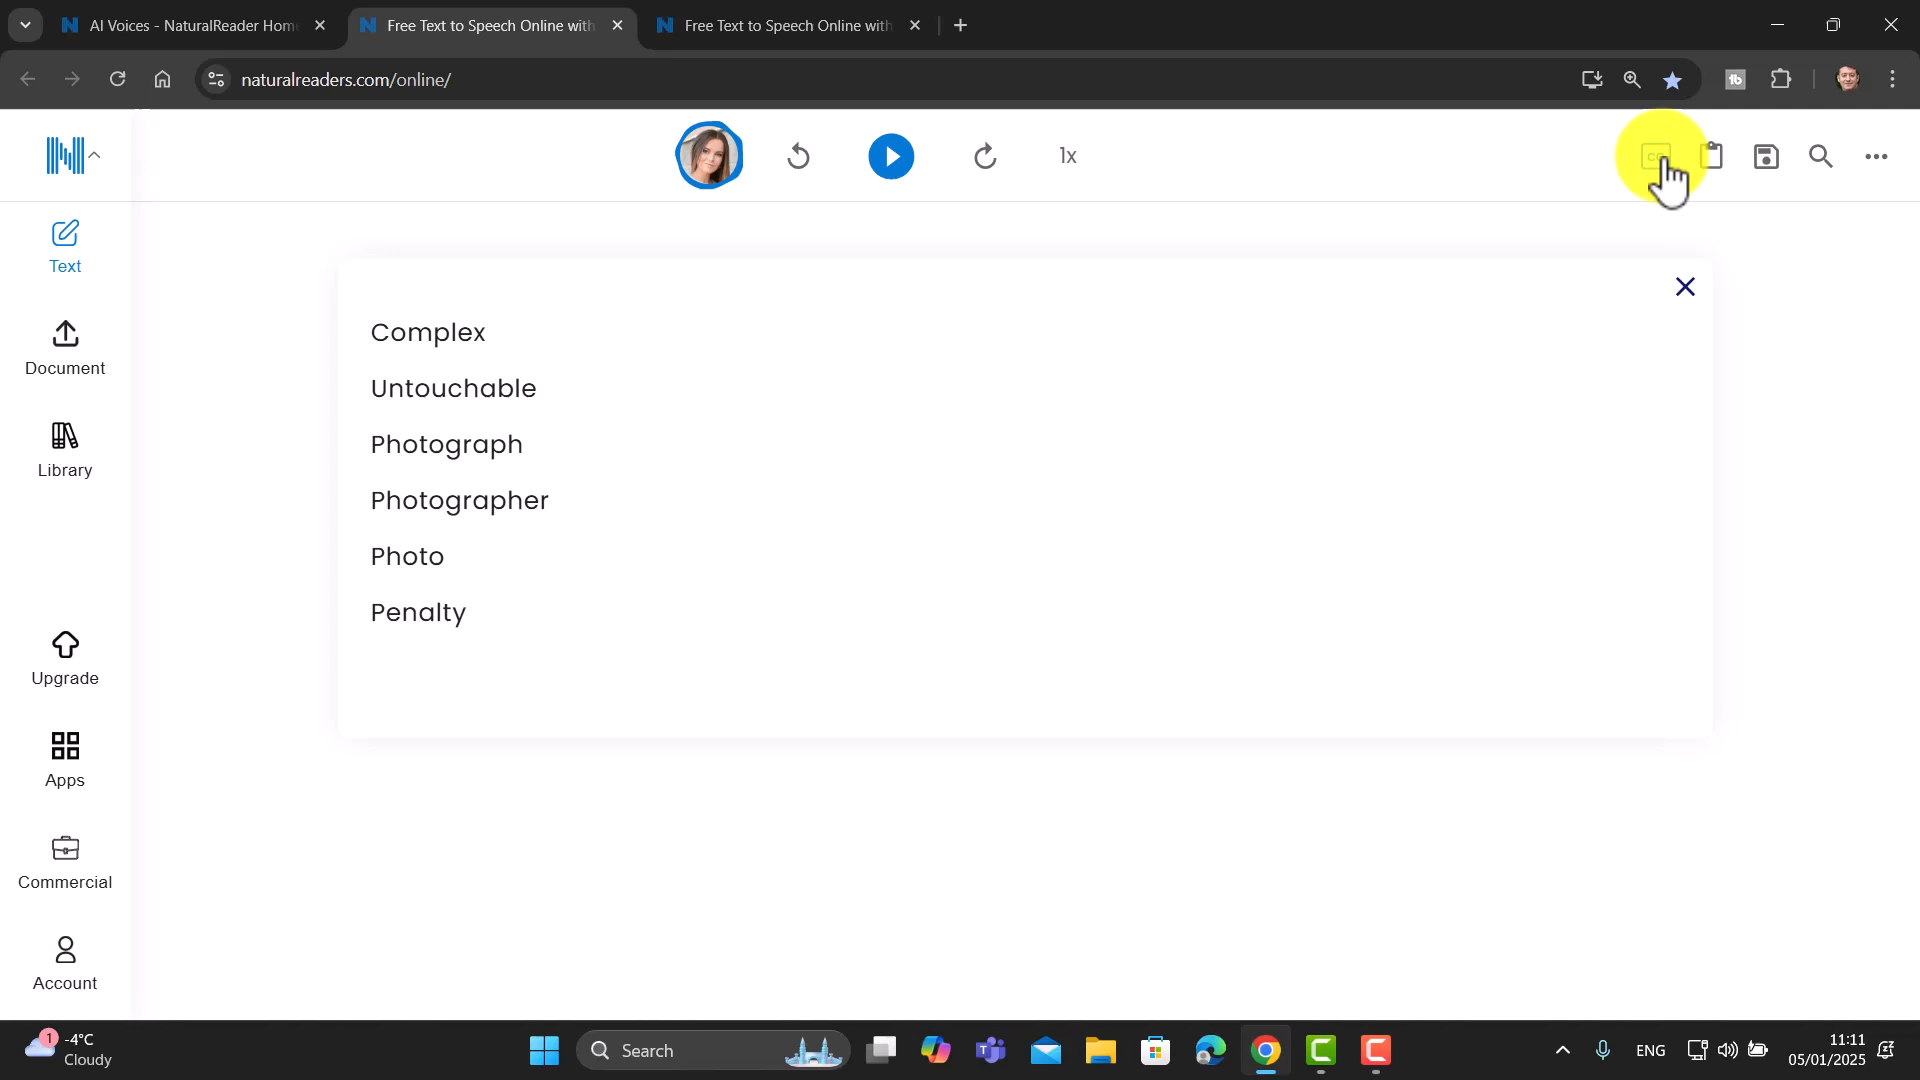 AI Voices - NaturalReader Hom
Free Text to Speech Online with
Free Text to Speech Online with
naturalreaders.com/online/
1x
Text
Document
Library
Upgrade
Apps
Commercial
Account
Complex
Untouchable
Photograph
Photographer
Photo
Penalty
1
-4°C
Cloudy
Search
ENG
11:11
05/01/2025